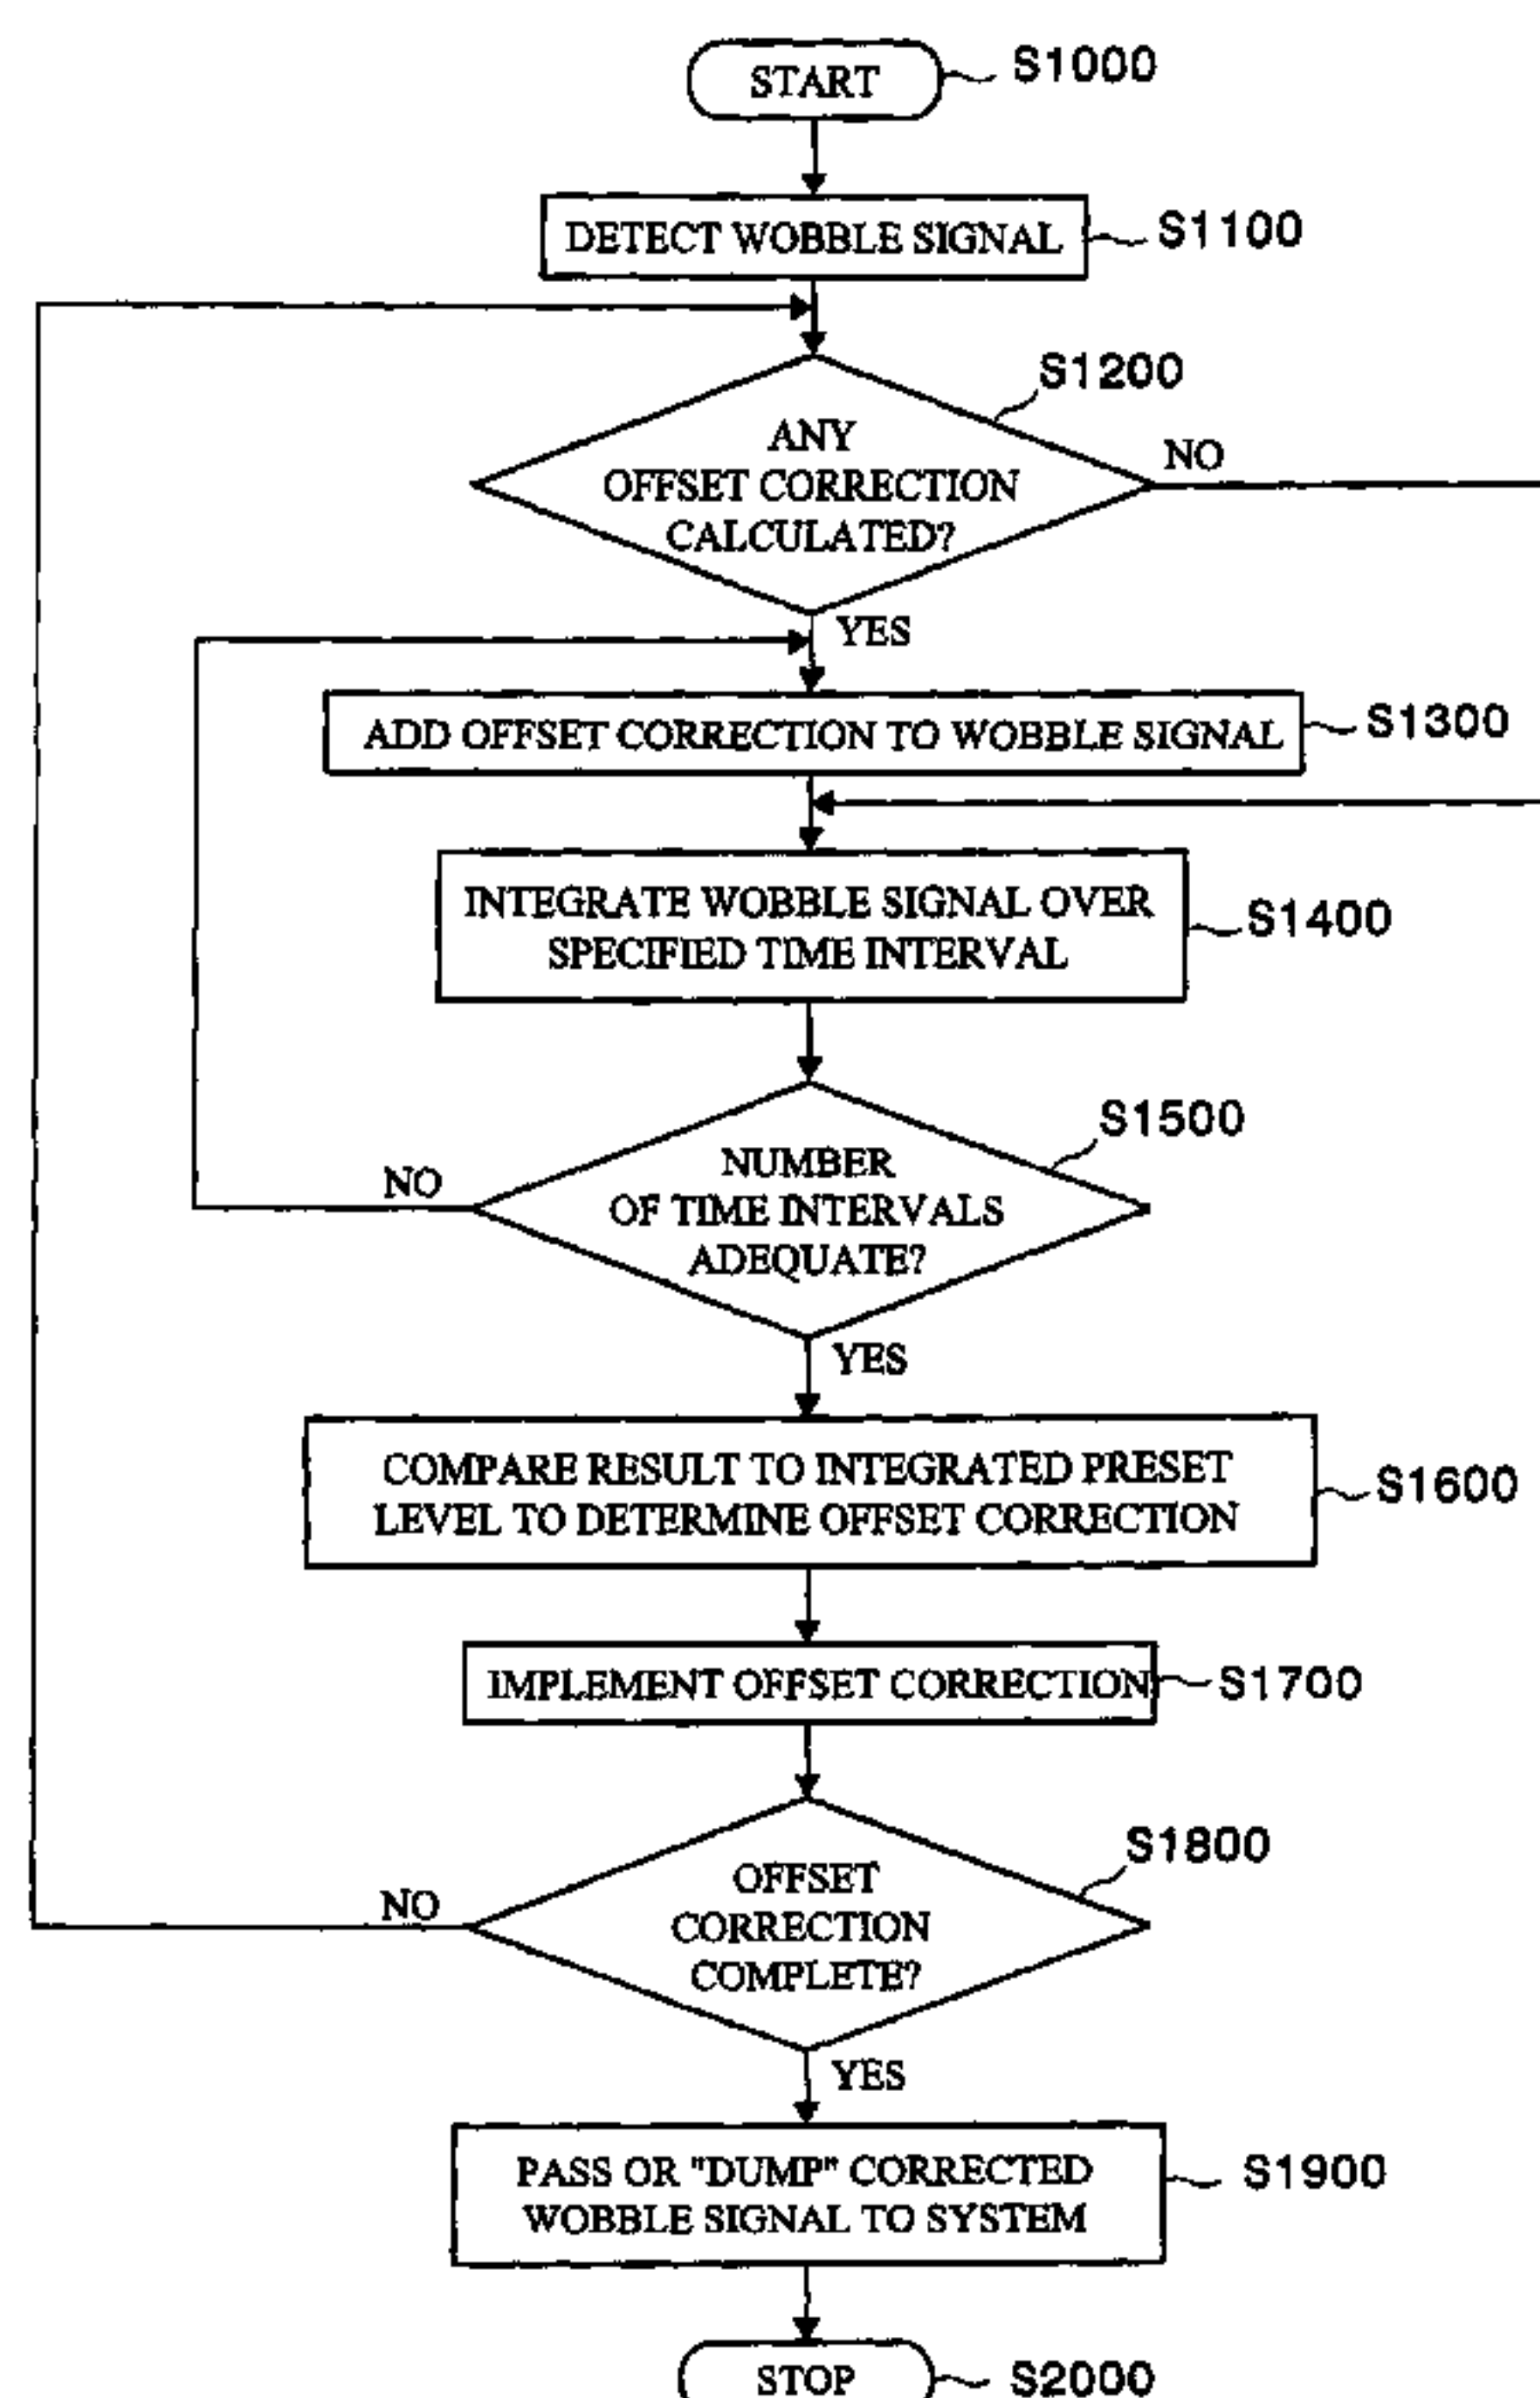 START
S1000
DETECT WOBBLE SIGNAL
S1100
S1200
ANY
OFFSET CORRECTION
CALCULATED?
NO
YES
ADD OFFSET CORRECTION TO WOBBLE SIGNAL
S1300
INTEGRATE WOBBLE SIGNAL OVER
SPECIFIED TIME INTERVAL
S1400
S1500
NUMBER
OF TIME INTERVALS
ADEQUATE?
NO
YES
COMPARE RESULT TO INTEGRATED PRESET
LEVEL TO DETERMINE OFFSET CORRECTION
S1600
IMPLEMENT OFFSET CORRECTION
S1700
S1800
OFFSET
CORRECTION
COMPLETE?
NO
YES
PASS OR "DUMP" CORRECTED
WOBBLE SIGNAL TO SYSTEM
S1900
STOP
S2000